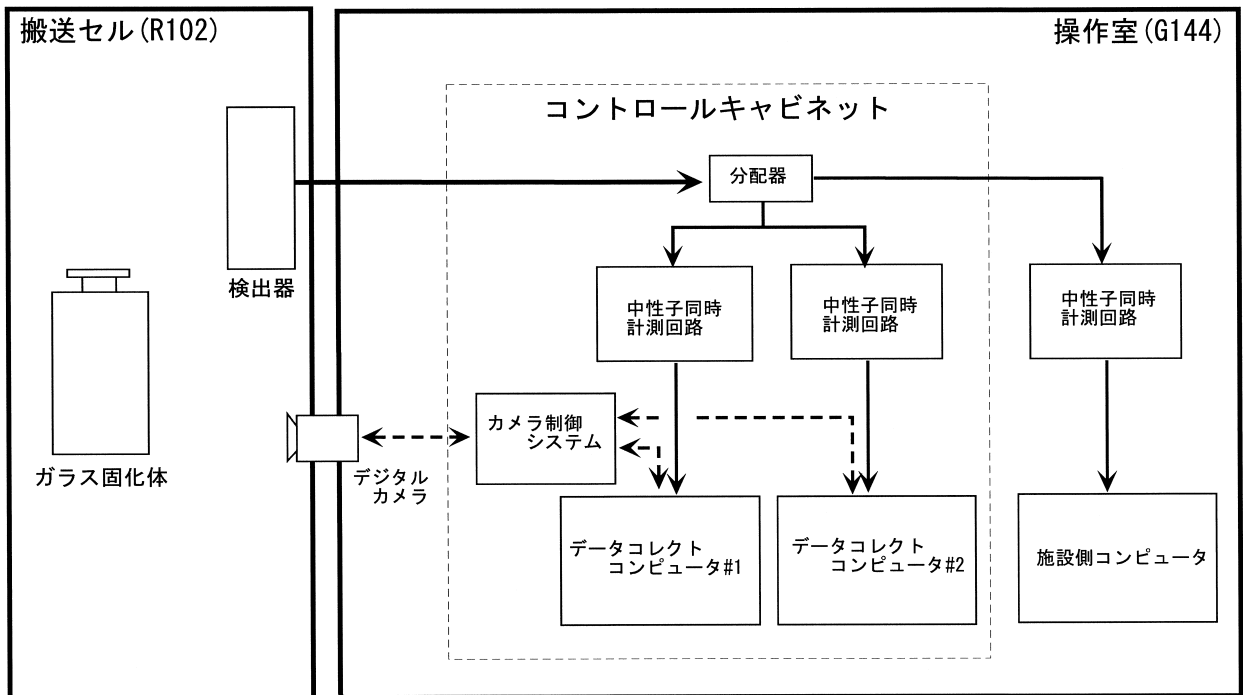 搬送セル(R102)
操作室(G144)
コントロールキャビネット
分配器
検出器
中性子同時
計測回路
中性子同時
計測回路
中性子同時
計測回路
カメラ制御
システム
ガラス固化体
デジタル
カメラ
データコレクト
コンピュータ#1
データコレクト
コンピュータ#2
施設側コンピュータ